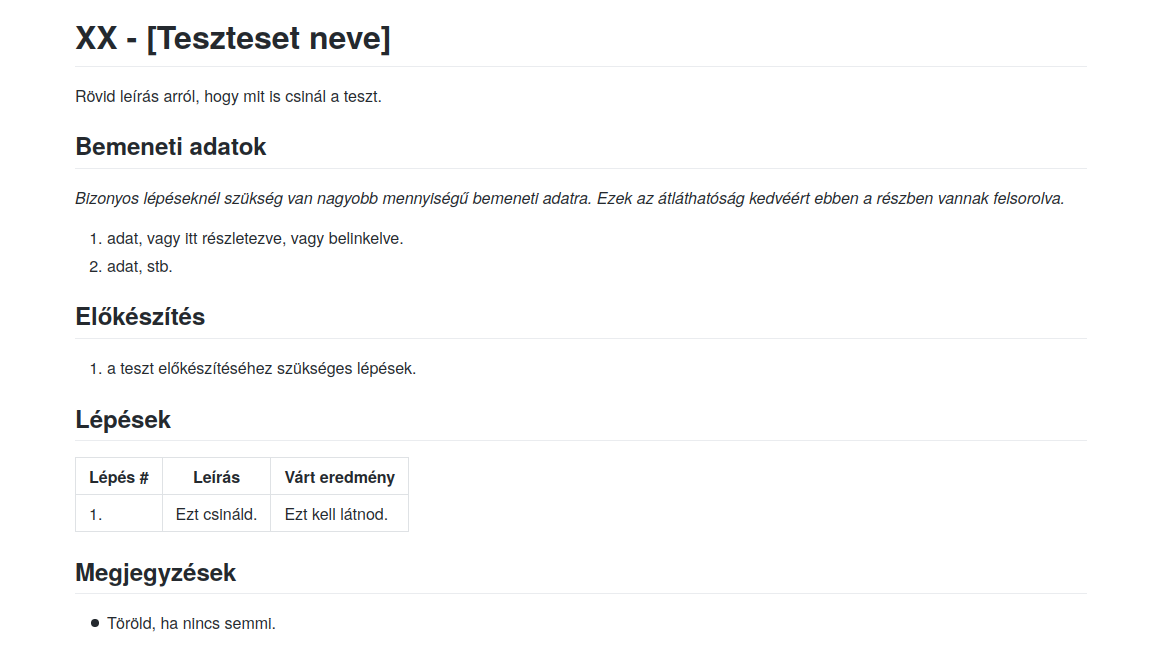 XX - [Teszteset neve]
Rövid leírás arról, hogy mit is csinál a teszt.
Bemeneti adatok
Bizonyos lépéseknél szükség van nagyobb mennyiségű bemeneti adatra. Ezek az átláthatóság kedvéért ebben a részben vannak felsorolva.
1. adat, vagy itt részletezve, vagy belinkelve.
2. adat, stb.
Előkészítés
1. a teszt előkészítéséhez szükséges lépések.
Lépések
Lépés # Leírás Várt eredmény
1. Ezt csináld. Ezt kell látnod.
Megjegyzések
• Töröld, ha nincs semmi.